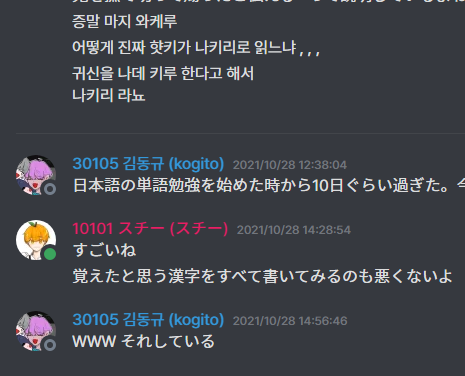 증말 마지 와케루
어떻게 진짜 햣키가 나키리로 읽느냐 , , ,
귀신을 나데 키루 한다고 해서
나키리 라뇨
30105 김동규 (kogito) 2021/10/28 12:38:04
日本語の単語勉強を始めた時から10日ぐらい過ぎた。今
10101 スチー (スチー) 2021/10/28 14:28:54
すごいね
覚えたと思う漢字をすべて書いてみるのも悪くないよ
30105 김동규 (kogito) 2021/10/28 14:56:46
WWW それしている